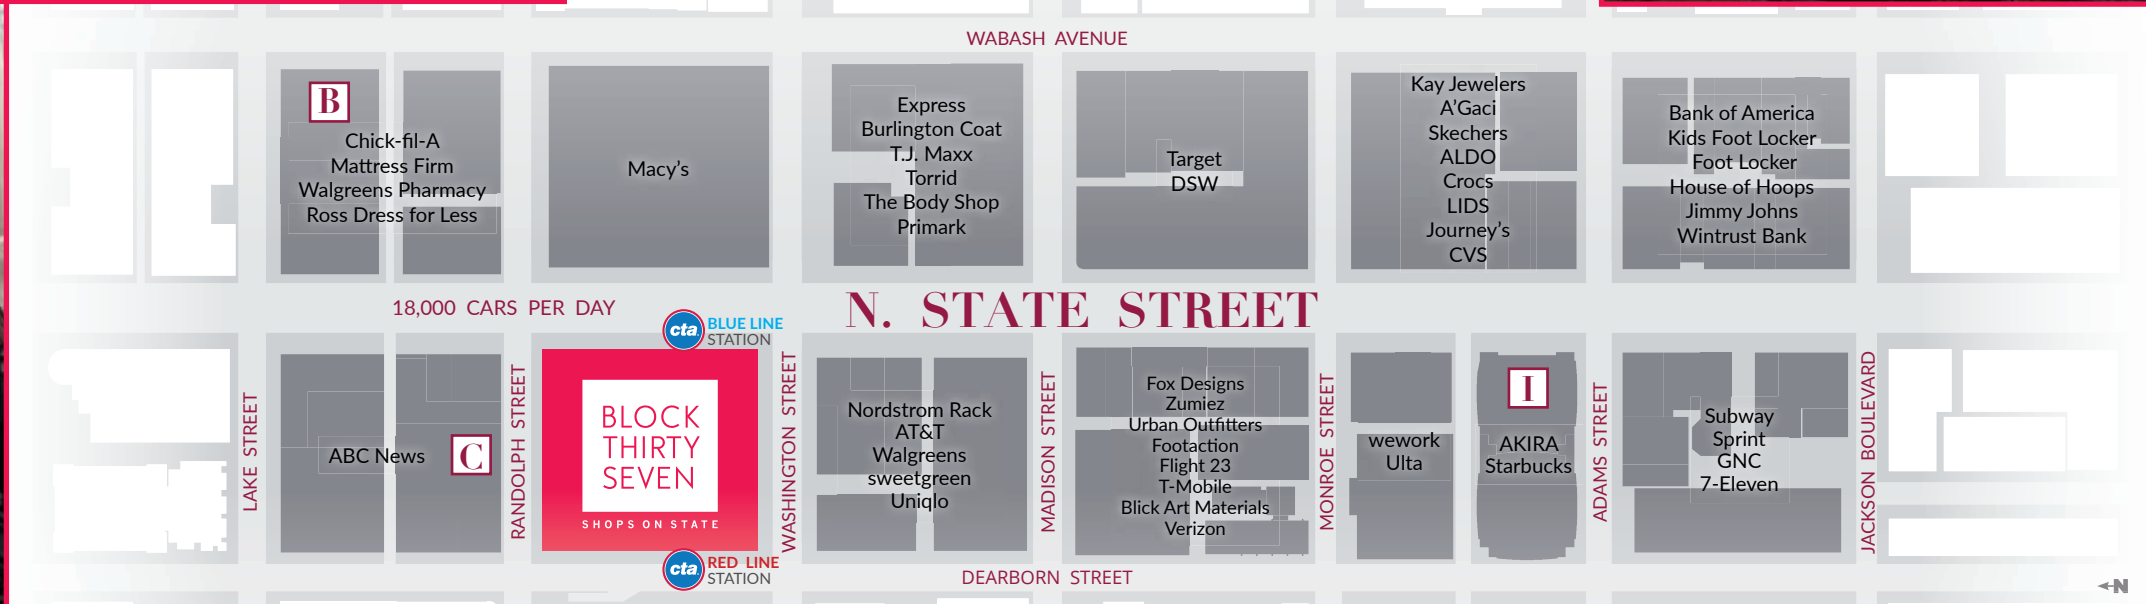 WABASH AVENUE
B
Chick-fil-A
Mattress Firm
Walgreens Pharmacy
Ross Dress for Less
Macy's
Express
Burlington Coat
T.J. Maxx
Torrid
The Body Shop
Primark
Target
DSW
Kay Jewelers
A'Gaci
Skechers
ALDO
Crocs
LIDS
Journey's
CVS
Bank of America
Kids Foot Locker
Foot Locker
House of Hoops
Jimmy Johns
Wintrust Bank
18,000 CARS PER DAY
cta
BLUE LINE
STATION
N. STATE STREET
LAKE STREET
ABC News
C
RANDOLPH STREET
BLOCK
THIRTY
SEVEN
SHOPS ON STATE
WASHINGTON STREET
Nordstrom Rack
AT&T
Walgreens
sweetgreen
Uniqlo
MADISON STREET
Fox Designs
Zumiez
Urban Outfitters
Footaction
Flight 23
T-Mobile
Blick Art Materials
Verizon
MONROE STREET
wework
Ulta
I
AKIRA
Starbucks
ADAMS STREET
Subway
Sprint
GNC
7-Eleven
JACKSON BOULEVARD
cta
RED LINE
STATION
DEARBORN STREET
N